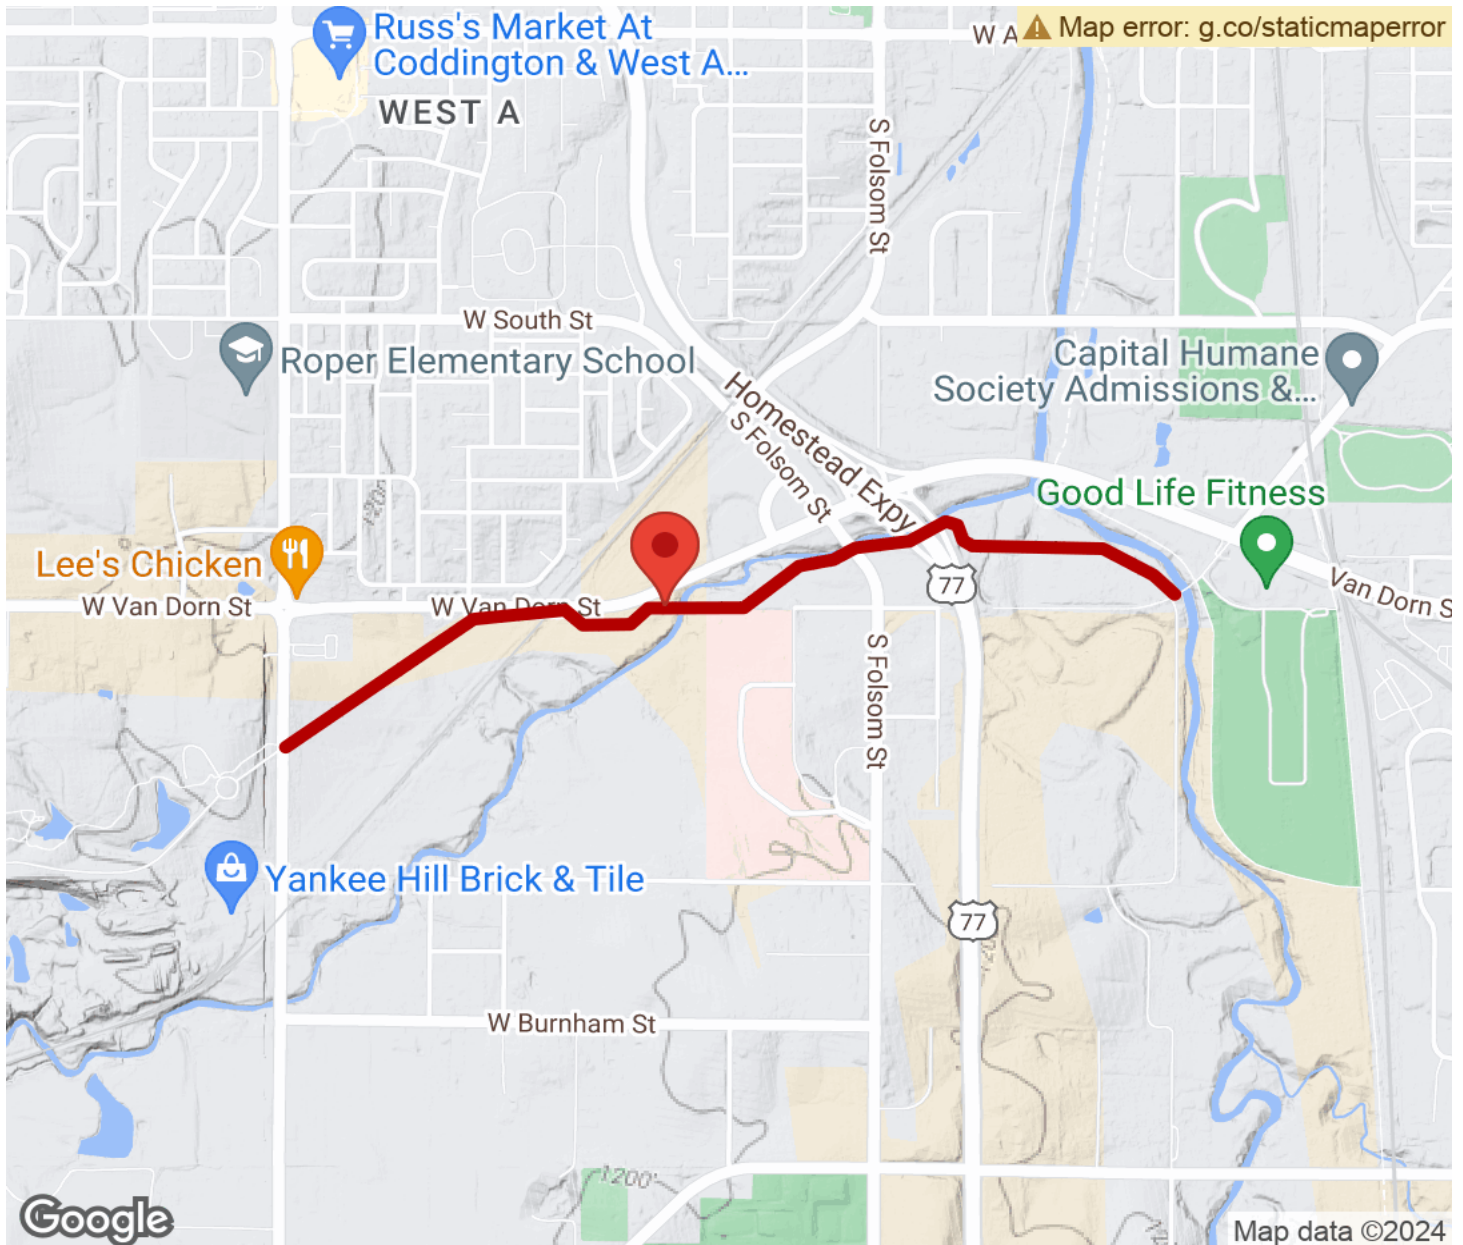 Russ's Market At
Coddington & West A...
WEST A
W A
Map error: g.co/staticmaperror
S Folsom St
W South St
Roper Elementary School
Capital Humane
Society Admissions &...
Homestead Expy
S Folsom St
Good Life Fitness
1200
Lee's Chicken
W Van Dorn St
W Van Dorn St
77
Van Dorn S
S Folsom St
Yankee Hill Brick & Tile
77
W Burnham St
1200'
Google
Map data ©2024